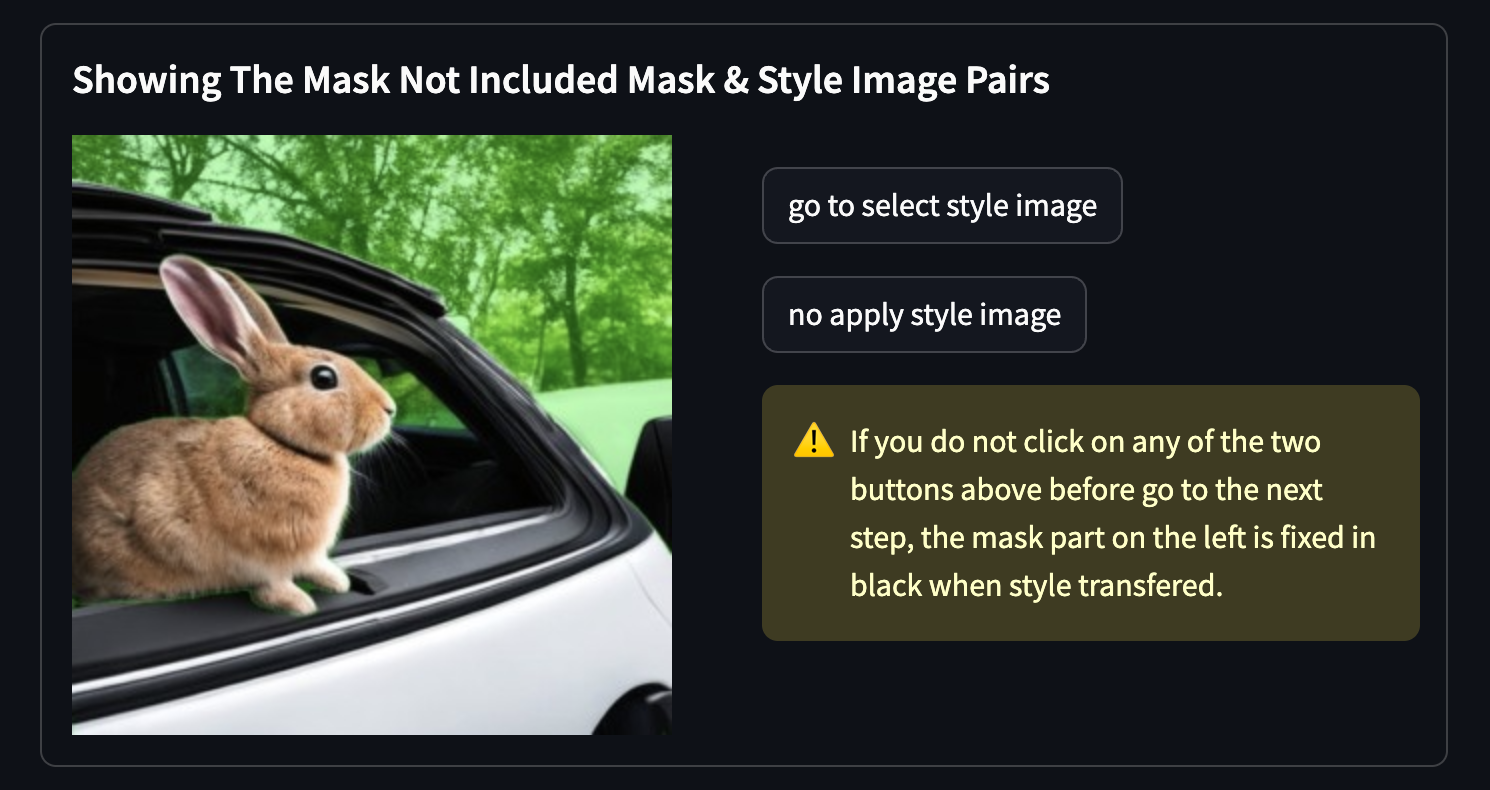 Showing The Mask Not Included Mask & Style Image Pairs
go to select style image
no apply style image
⚠️ If you do not click on any of the two
buttons above before go to the next
step, the mask part on the left is fixed in
black when style transfered.